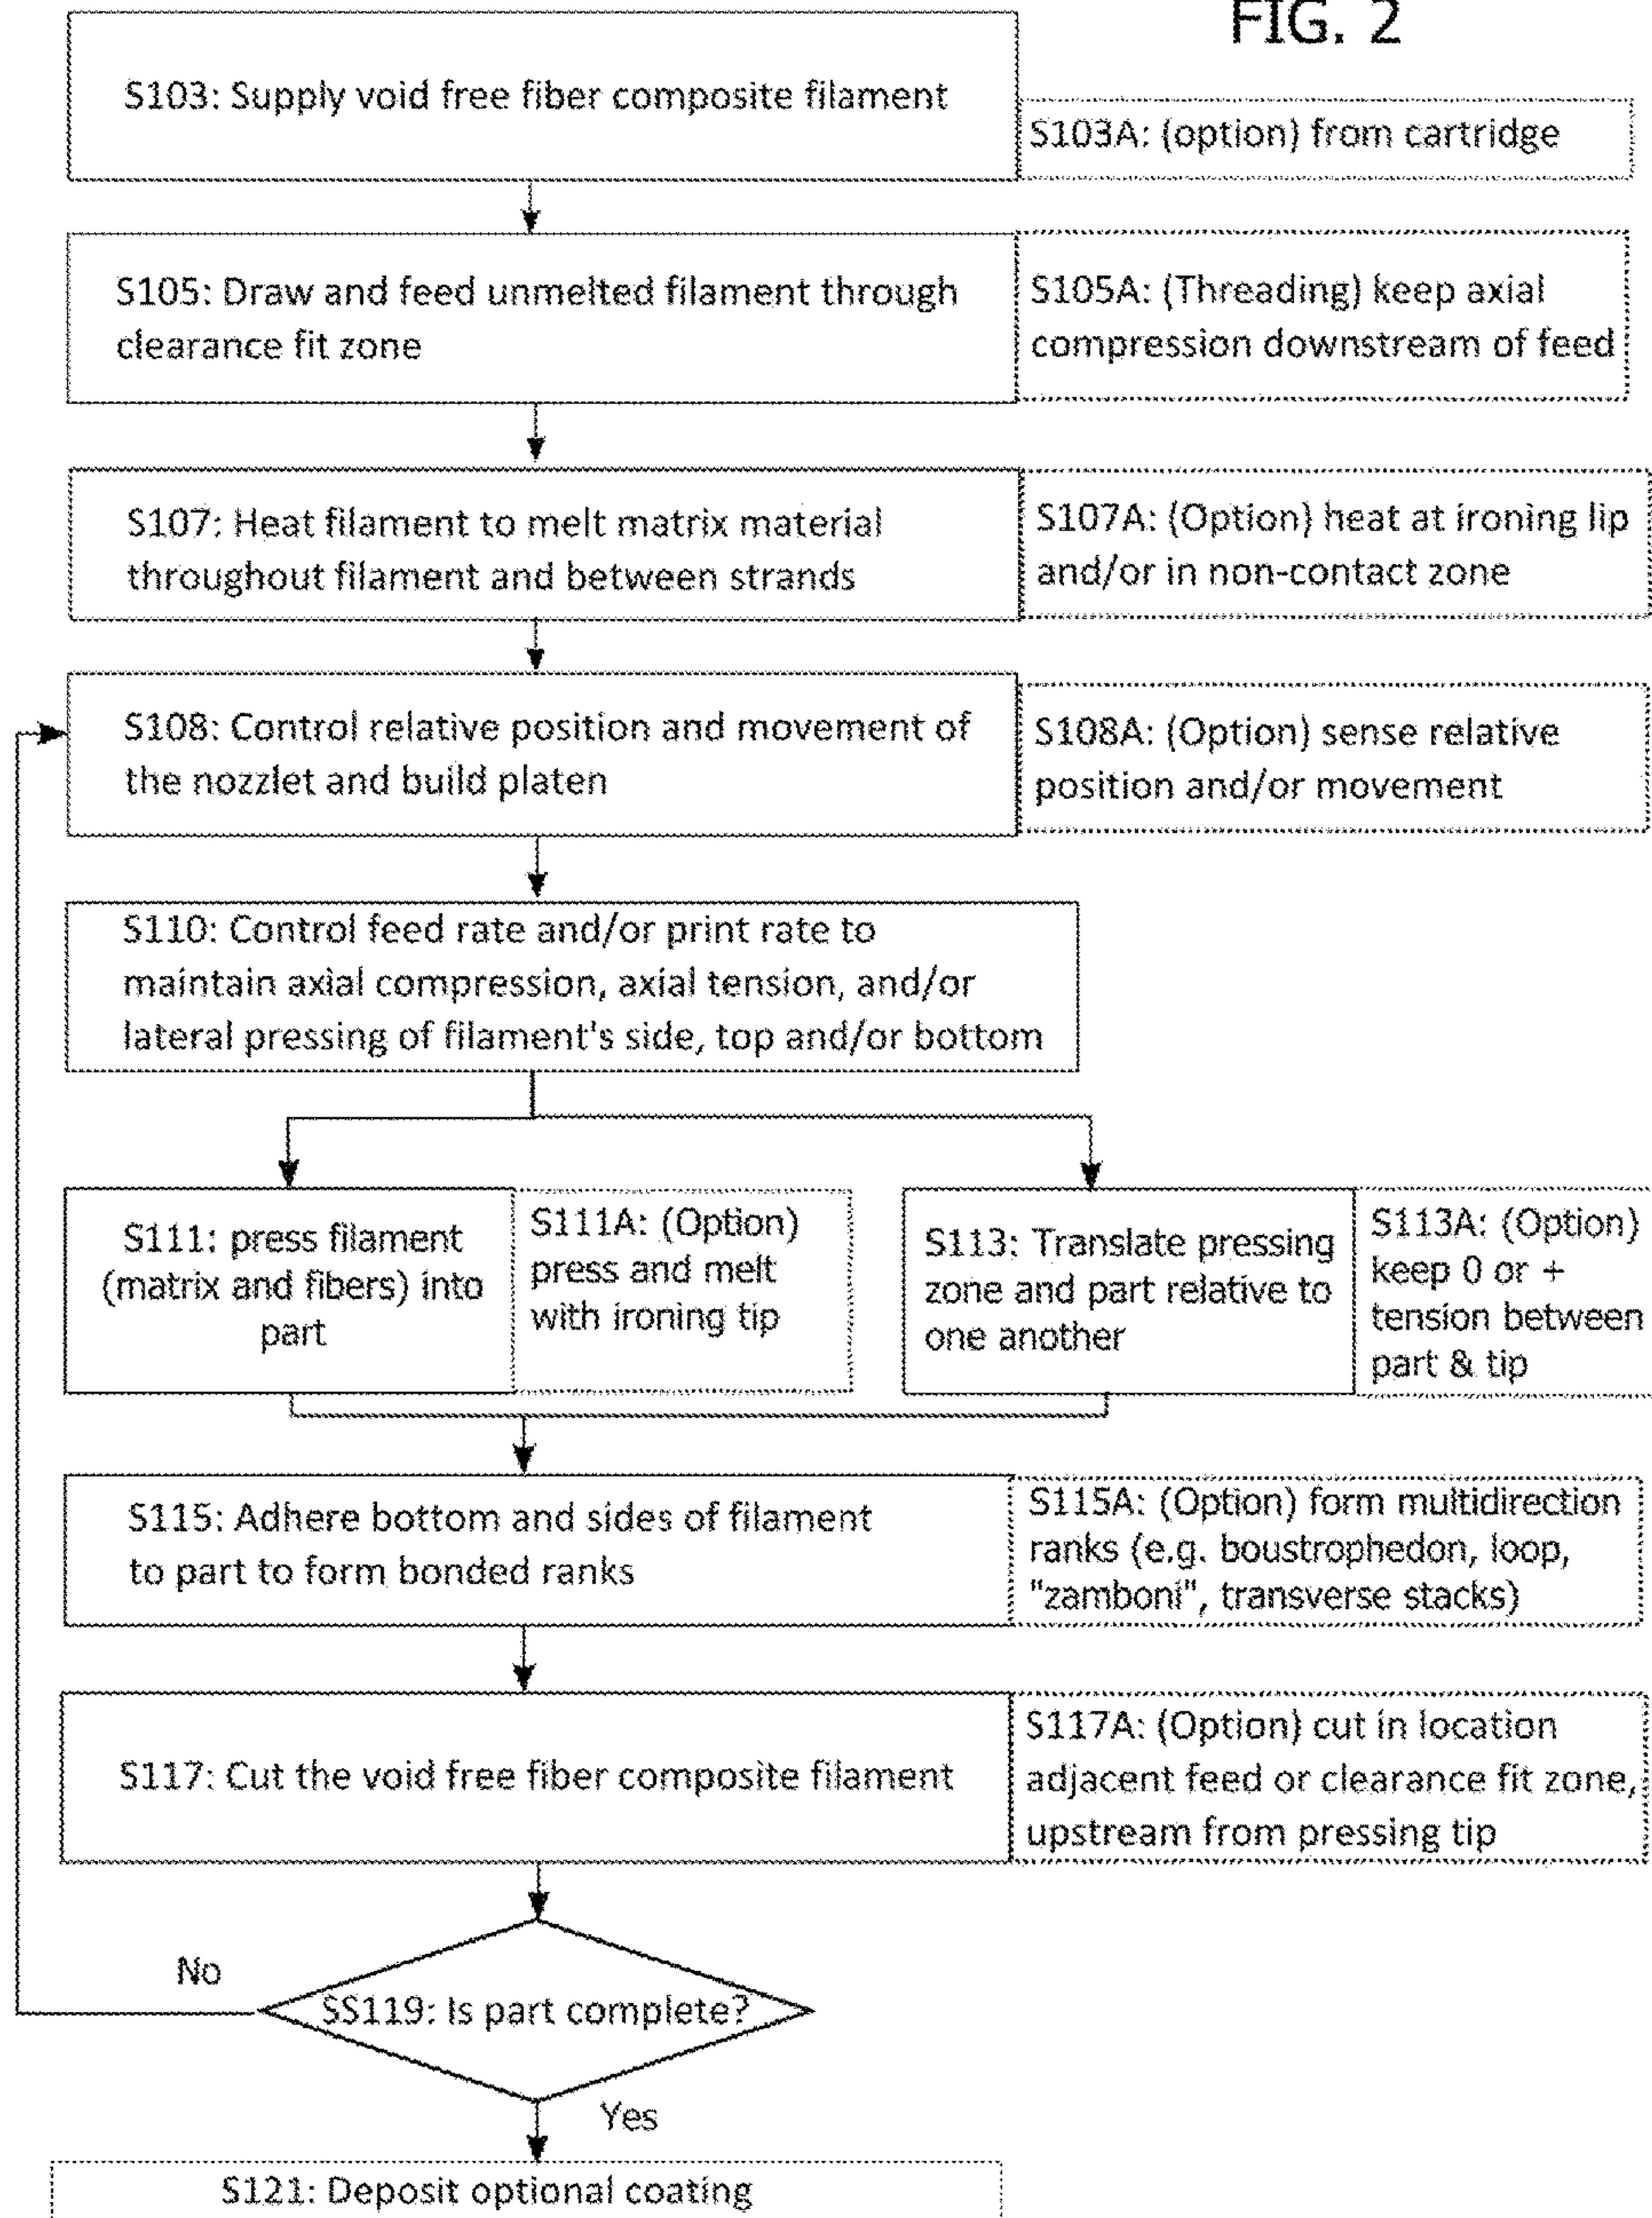 FIG. 2
S103: Supply void free fiber composite filament
S103A: (option) from cartridge
S105: Draw and feed unmelted filament through
clearance fit zone
S105A: (Threading) keep axial
compression downstream of feed
S107: Heat filament to melt matrix material
throughout filament and between strands
S107A: (Option) heat at ironing lip
and/or in non-contact zone
S108: Control relative position and movement of
the nozzlet and build platen
S108A: (Option) sense relative
position and/or movement
S110: Control feed rate and/or print rate to
maintain axial compression, axial tension, and/or
lateral pressing of filament's side, top and/or bottom
S111: press filament
(matrix and fibers) into
part
S111A: (Option)
press and melt
with ironing tip
S113: Translate pressing
zone and part relative to
one another
S113A: (Option)
keep 0 or +
tension between
part & tip
S115: Adhere bottom and sides of filament
to part to form bonded ranks
S115A: (Option) form multidirection
ranks (e.g. boustrophedon, loop,
"zamboni", transverse stacks)
S117: Cut the void free fiber composite filament
S117A: (Option) cut in location
adjacent feed or clearance fit zone,
upstream from pressing tip
No
SS119: Is part complete?
Yes
S121: Deposit optional coating